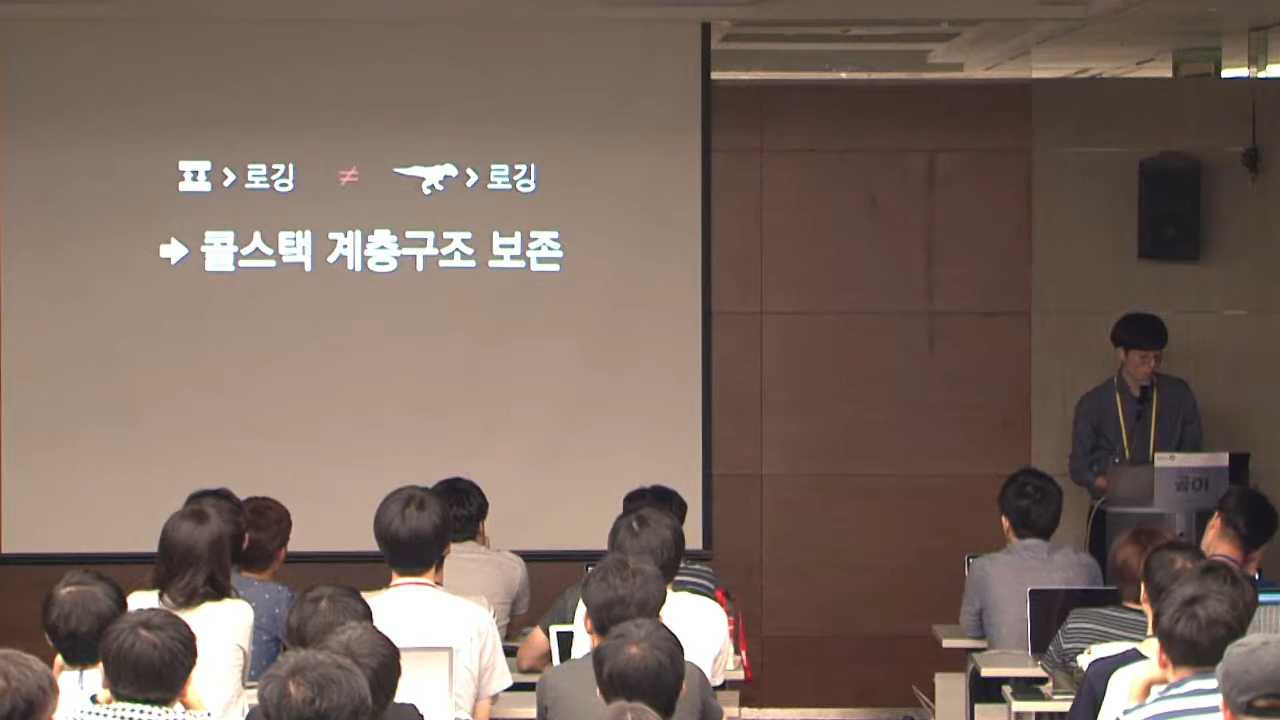 표 > 로깅 ≠ > 로깅
➡ 콜스택 계층구조 보존